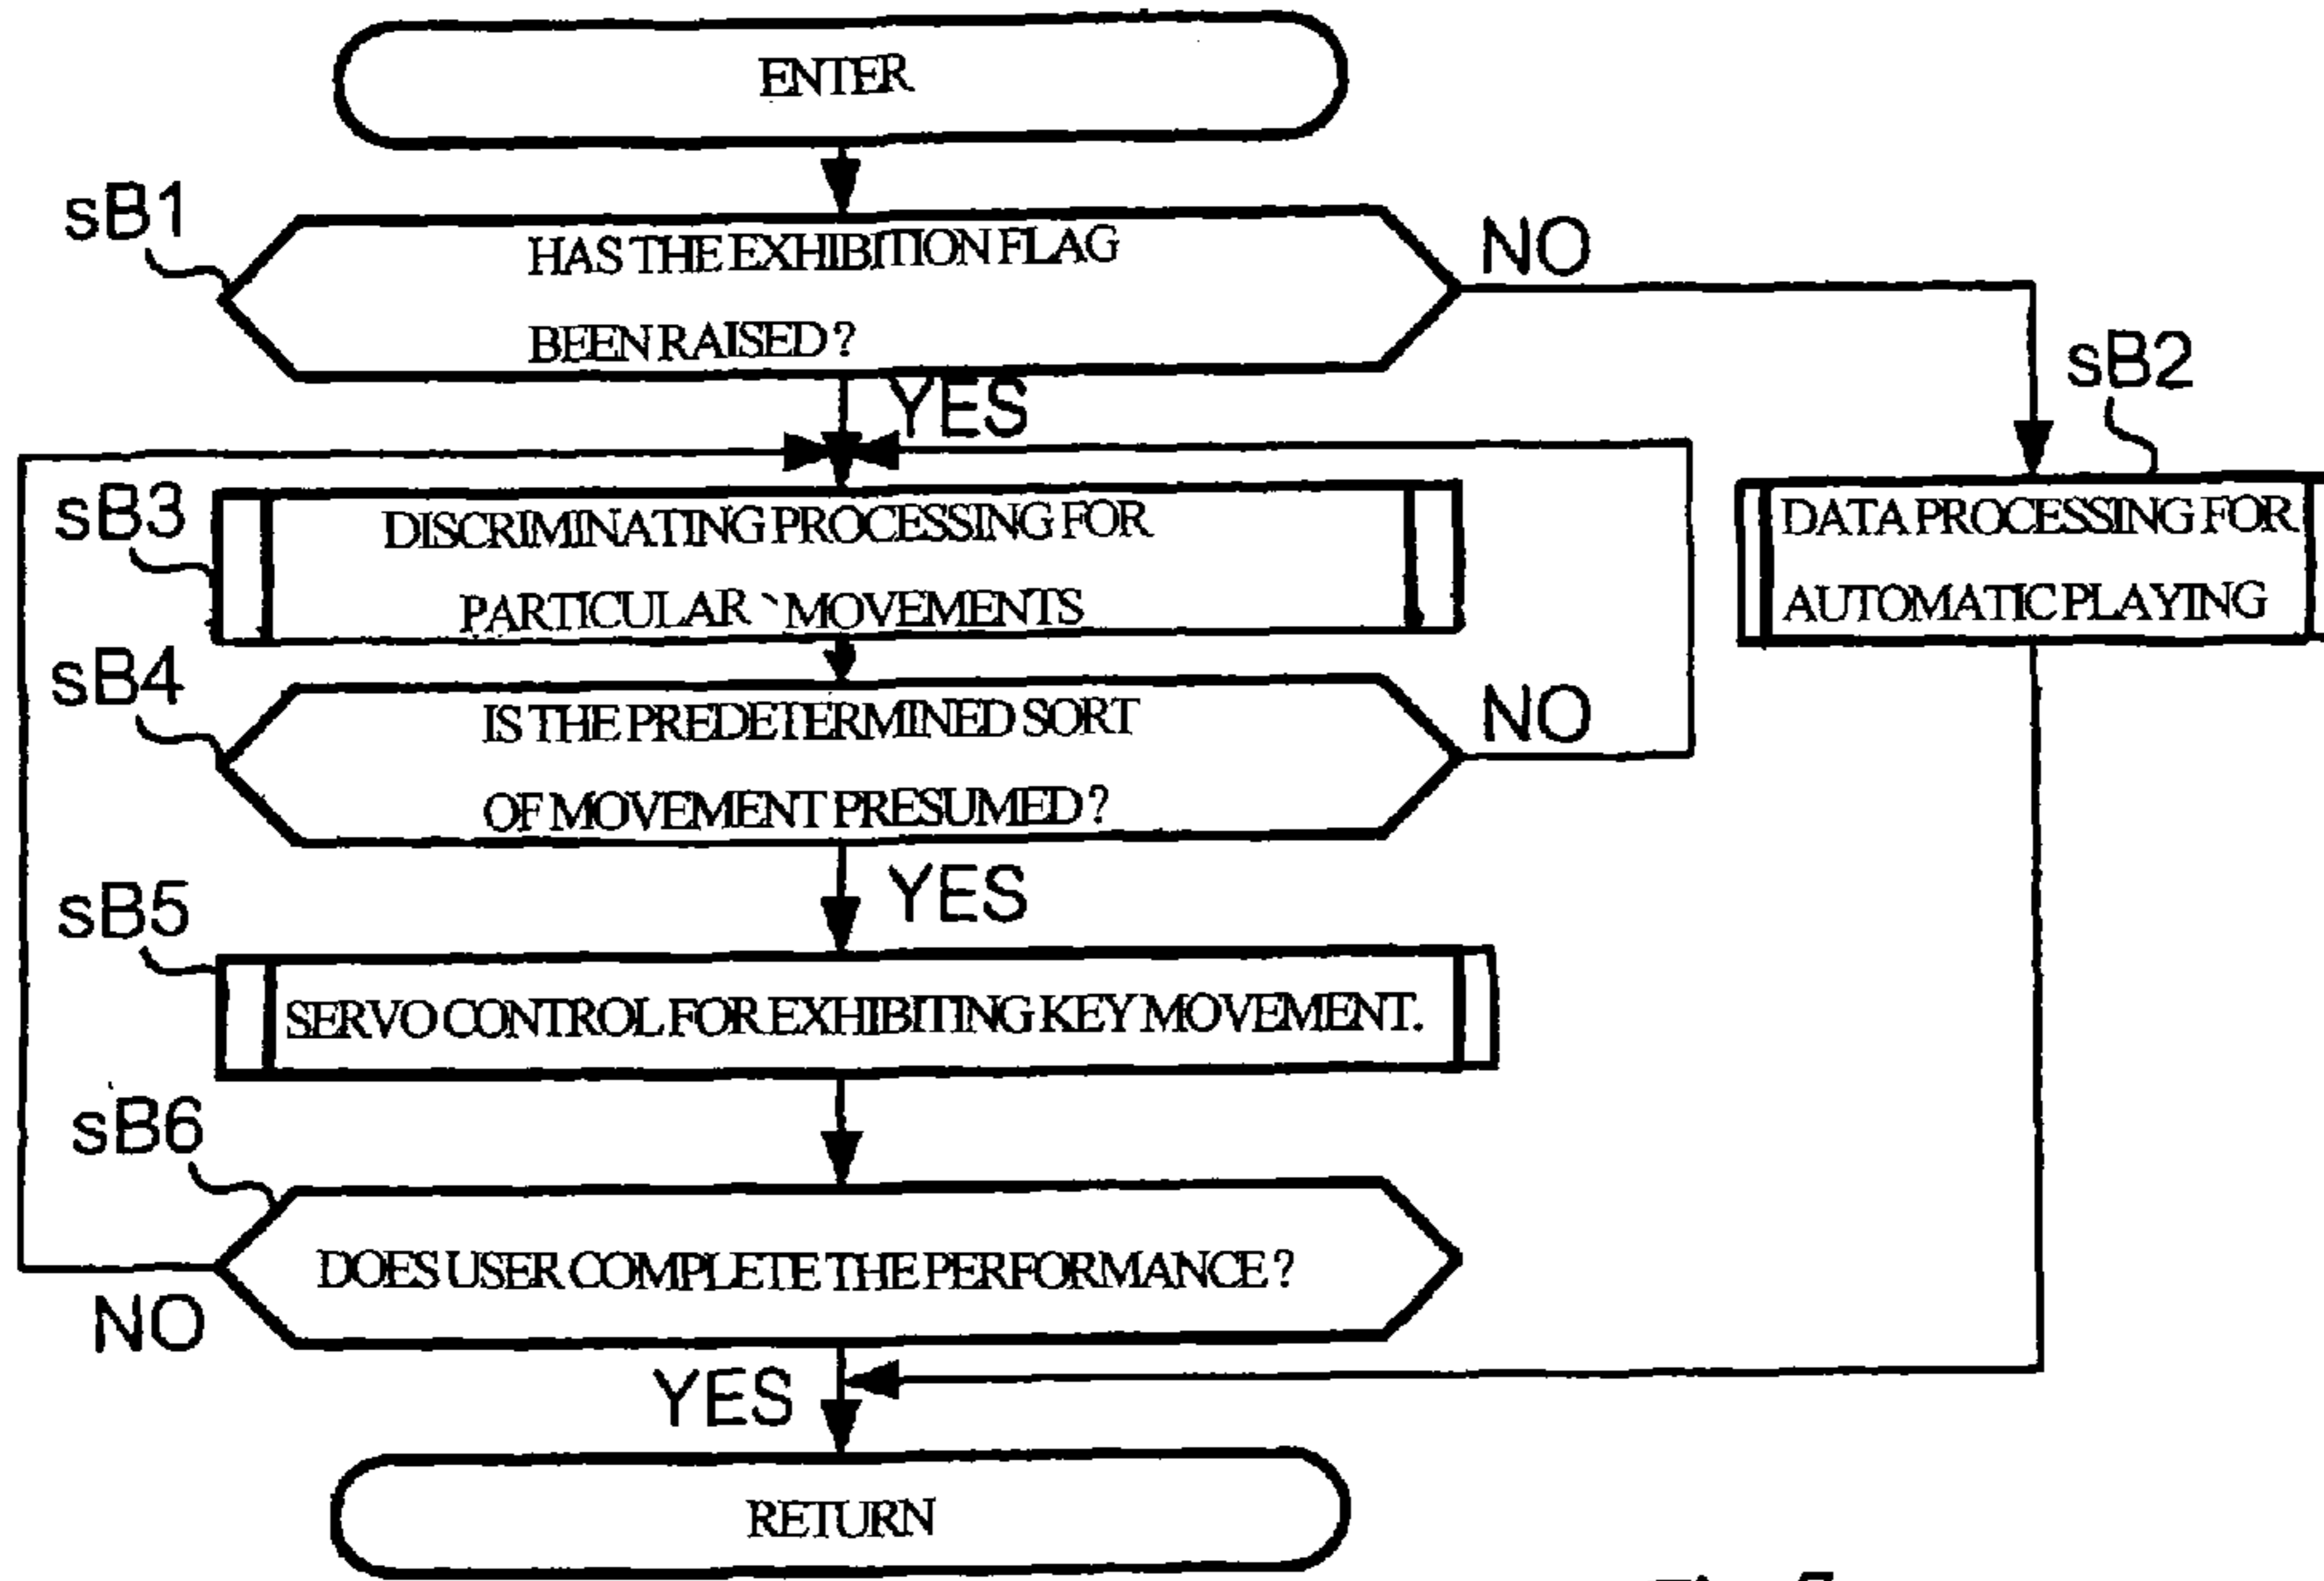 ENTER
sB1
HAS THE EXHIBITION FLAG
BEEN RAISED ?
NO
YES
sB2
DATA PROCESSING FOR
AUTOMATIC PLAYING
sB3
DISCRIMINATING PROCESSING FOR
PARTICULAR `MOVEMENTS
sB4
IS THE PREDETERMINED SORT
OF MOVEMENT PRESUMED ?
NO
YES
sB5
SERVO CONTROL FOR EXHIBITING KEY MOVEMENT.
sB6
DOES USER COMPLETE THE PERFORMANCE ?
NO
YES
RETURN